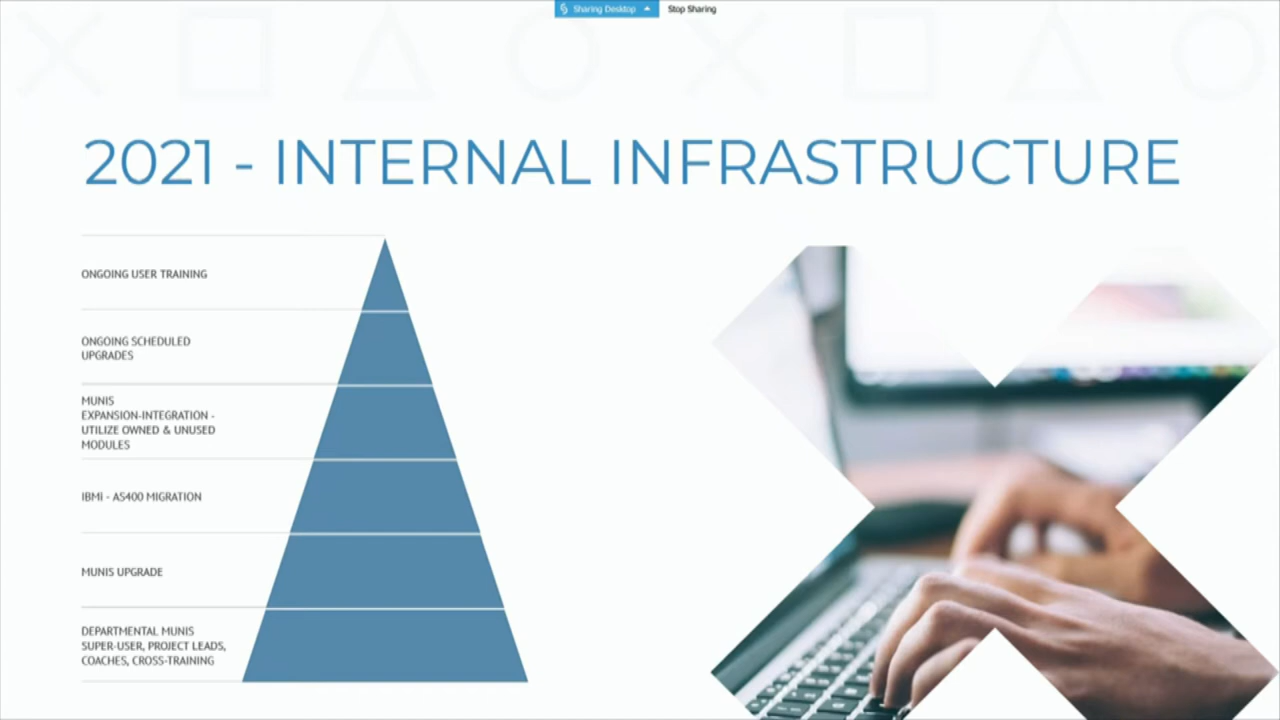 Sharing Desktop
Stop Sharing
2021 - INTERNAL INFRASTRUCTURE
ONGOING USER TRAINING
ONGOING SCHEDULED
UPGRADES
MUNIS
EXPANSION-INTEGRATION -
UTILIZE OWNED & UNUSED
MODULES
IBMi - AS400 MIGRATION
MUNIS UPGRADE
DEPARTMENTAL MUNIS
SUPER-USER, PROJECT LEADS,
COACHES, CROSS-TRAINING